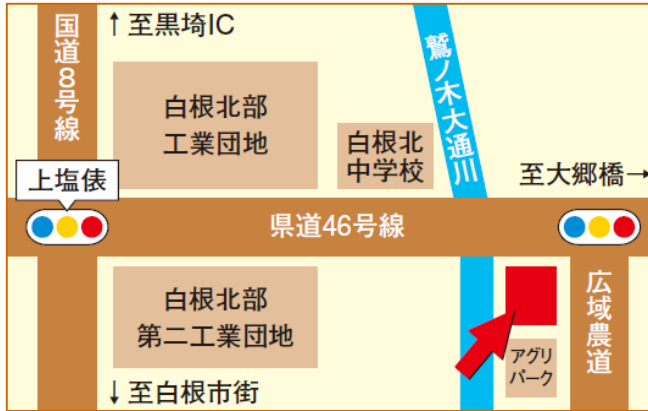 国道8号線
↑至黒埼IC
白根北部
工業団地
白根北
中学校
鷲ノ木大通川
至大郷橋→
上塩俵
県道46号線
白根北部
第二工業団地
広域農道
アグリ
パーク
↓至白根市街